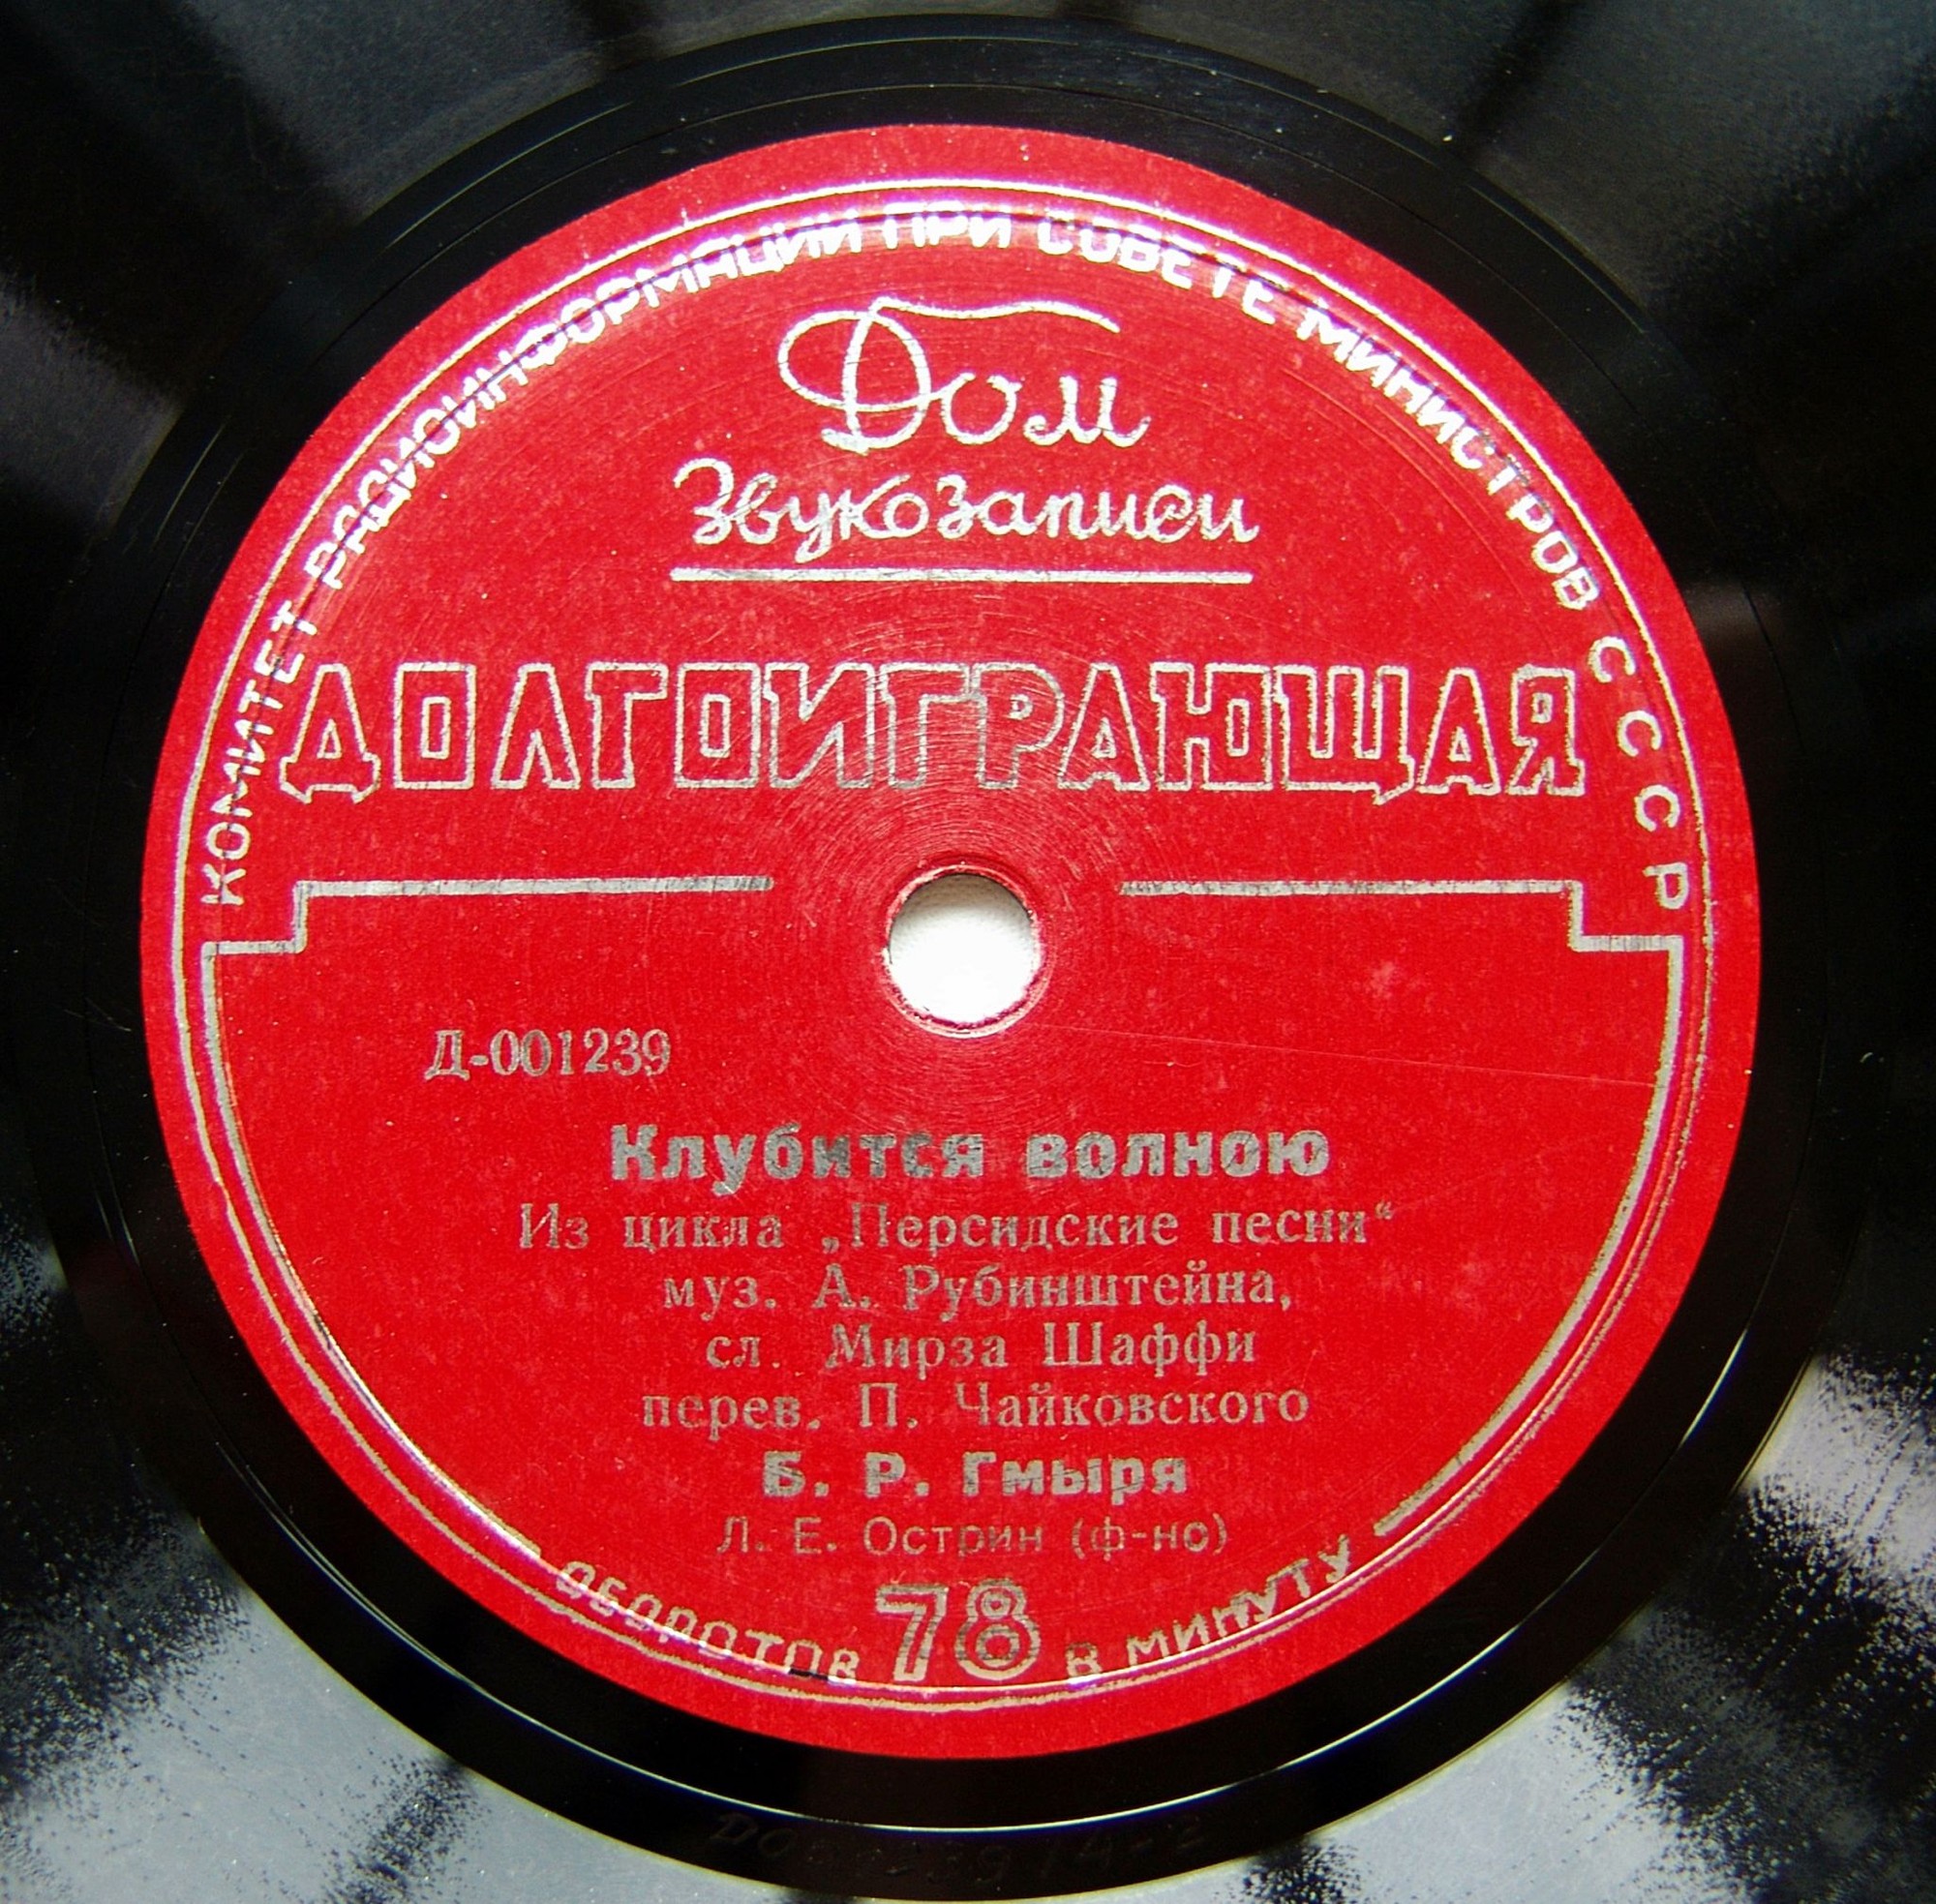 КОМИТЕТ РАДИОИНФОРМАЦИИ ПРИ СОВЕТЕ МИНИСТРОВ СССР
Дом
Звукозаписи
ДОЛГОИГРАЮЩАЯ
Д-001239
Клубится волною
Из цикла „Персидские песни“
муз. А. Рубинштейна,
сл. Мирза Шаффи
перев. П. Чайковского
Б. Р. Гмыря
Л. Е. Острин (ф-но)
ОБОРОТОВ 78 В МИНУТУ